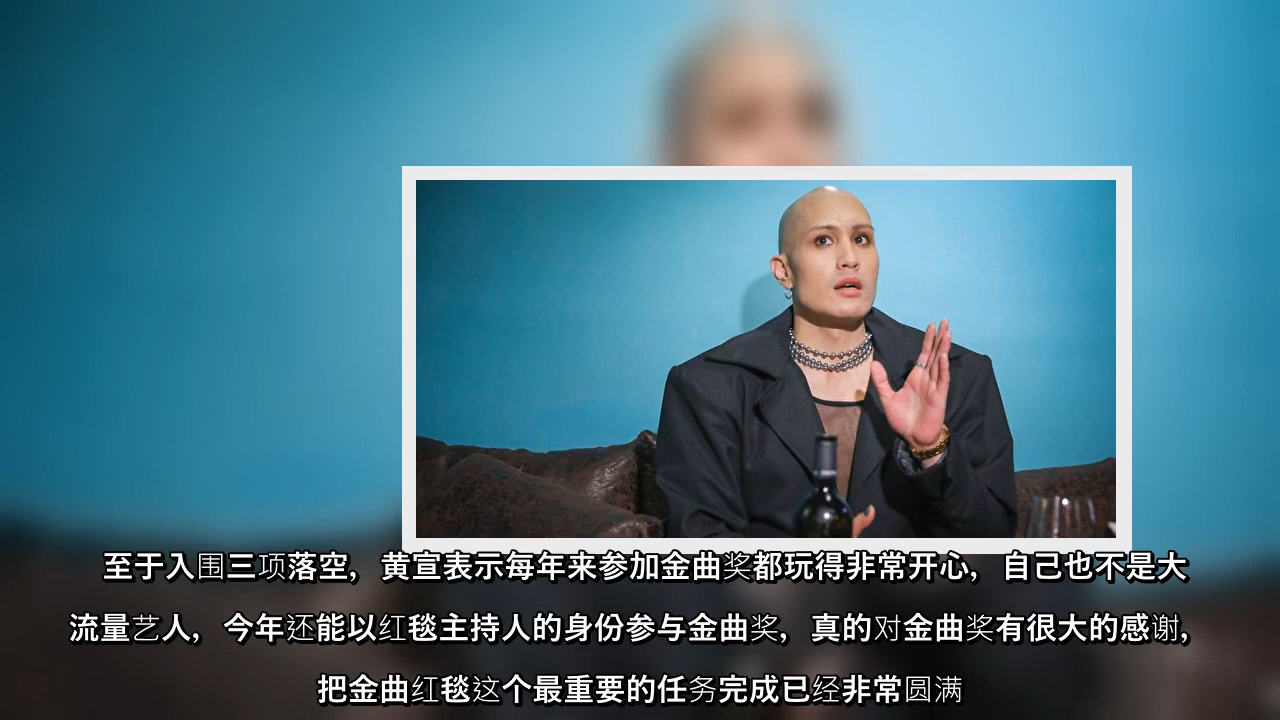 至于入围三项落空，黄宣表示每年来参加金曲奖都玩得非常开心，自己也不是大
流量艺人，今年还能以红毯主持人的身份参与金曲奖，真的对金曲奖有很大的感谢，
把金曲红毯这个最重要的任务完成已经非常圆满